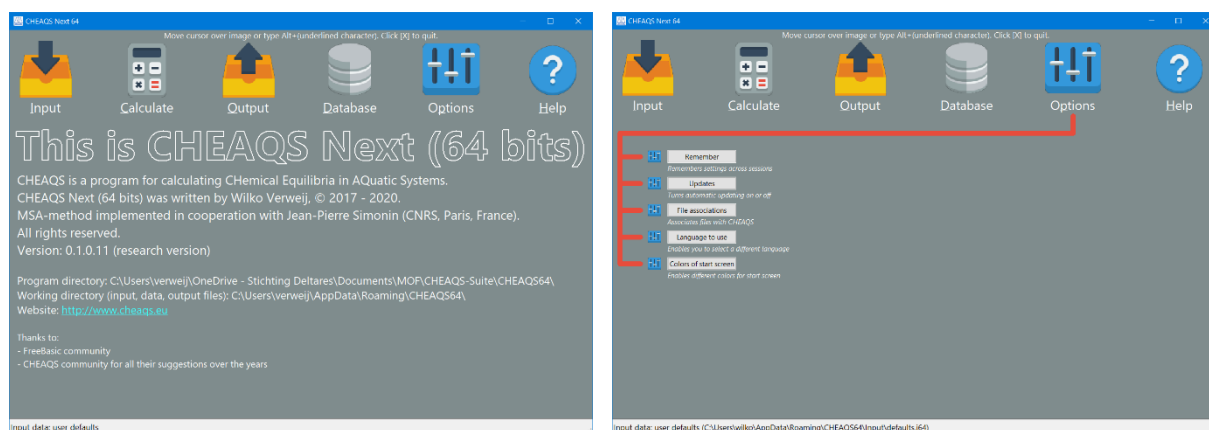 CHEAQS Next 64
Move cursor over image or type Alt+(underlined character). Click [X] to quit.
Input Calculate Output Database Options Help
This is CHEAQS Next (64 bits)
CHEAQS is a program for calculating CHemical Equilibria in AQuatic Systems.
CHEAQS Next (64 bits) was written by Wilko Verweij, © 2017 - 2020.
MSA-method implemented in cooperation with Jean-Pierre Simonin (CNRS, Paris, France).
All rights reserved.
Version: 0.1.0.11 (research version)
Program directory: C:\Users\verweij\OneDrive - Stichting Deltares\Documents\MOF\CHEAQS-Suite\CHEAQS64\
Working directory (input, data, output files): C:\Users\verweij\AppData\Roaming\CHEAQS64\
Website: http://www.cheaqs.eu
Thanks to:
- FreeBasic community
- CHEAQS community for all their suggestions over the years
Input data: user defaults
CHEAQS Next 64
Move cursor over image or type Alt+(underlined character). Click [X] to quit.
Input Calculate Output Database Options Help
Remember
Remembers settings across sessions
Updates
Turns automatic updating on or off
File associations
Associates files with CHEAQS
Language to use
Enables you to select a different language
Colors of start screen
Enables different colors for start screen
Input data: user defaults (C:\Users\wilko\AppData\Roaming\CHEAQS64\Input\defaults.i64)